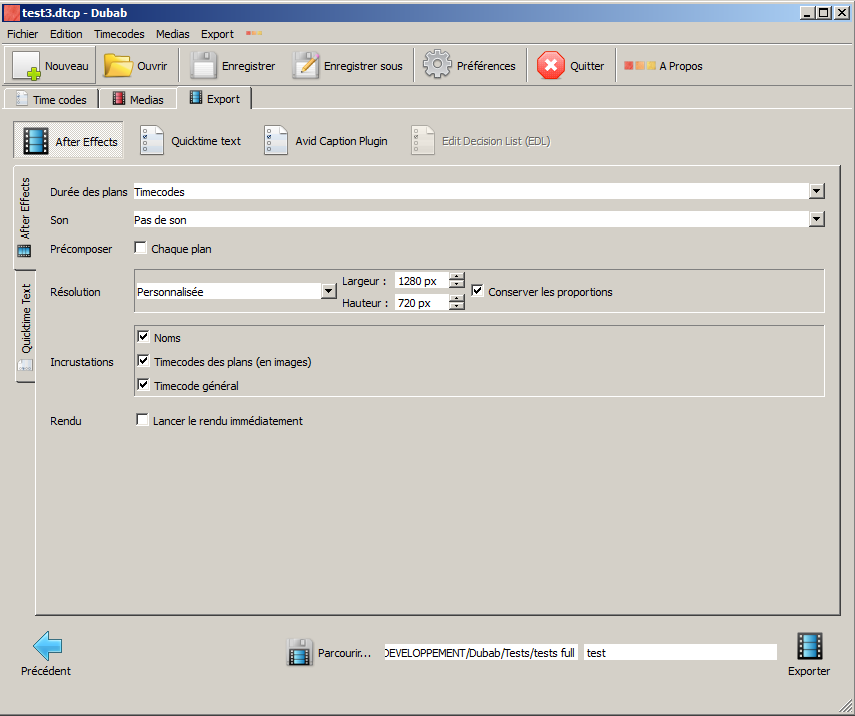 test3.dtcp - Dubab
Fichier Edition Timecodes Medias Export
Nouveau Ouvrir Enregistrer Enregistrer sous Préférences Quitter A Propos
Time codes Medias Export
After Effects Quicktime text Avid Caption Plugin Edit Decision List (EDL)
After Effects
Quicktime Text
Durée des plans Timecodes
Son Pas de son
Précomposer Chaque plan
Résolution Personnalisée Largeur : 1280 px Hauteur : 720 px Conserver les proportions
Incrustations
Noms
Timecodes des plans (en images)
Timecode général
Rendu Lancer le rendu immédiatement
Précédent
Parcourir... DEVELOPPEMENT/Dubab/Tests/tests full test
Exporter